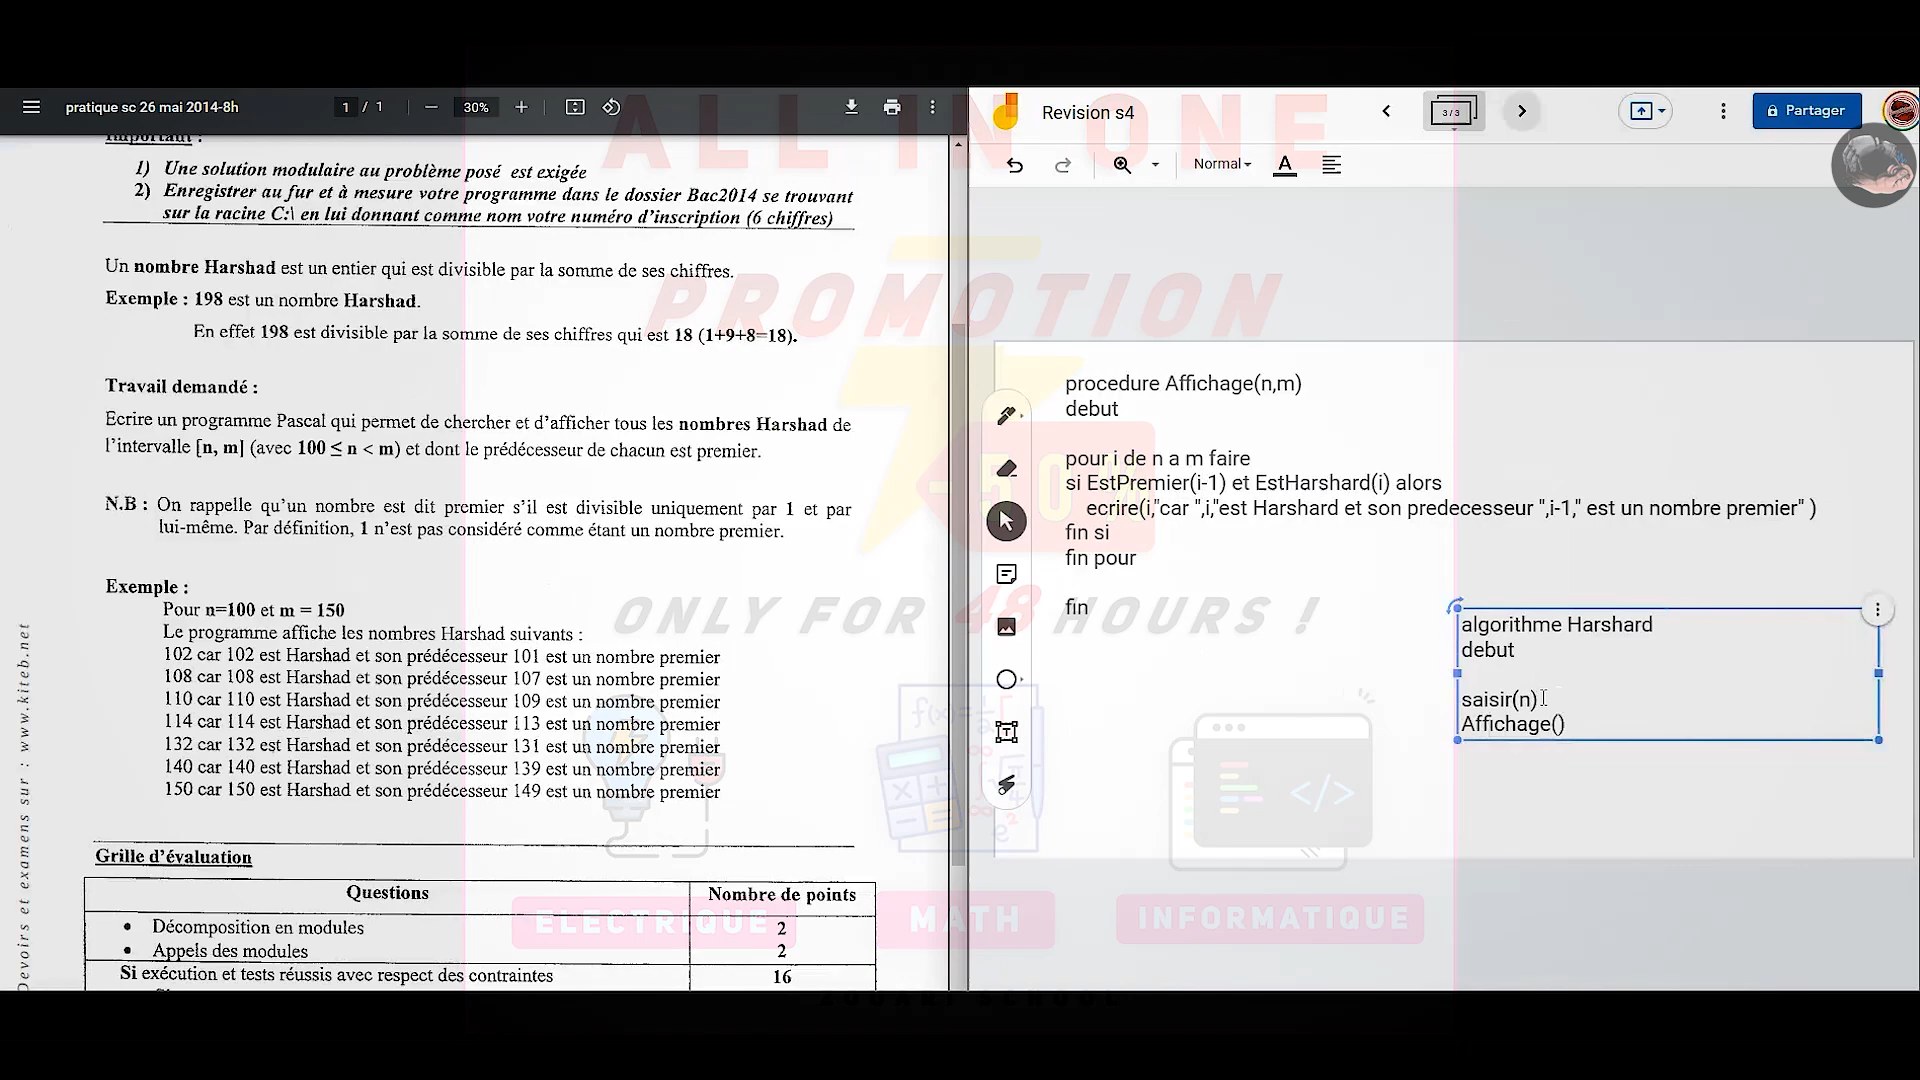 pratique sc 26 mai 2014-8h
1 / 1
30%
Important :
1) Une solution modulaire au problème posé est exigée
2) Enregistrer au fur et à mesure votre programme dans le dossier Bac2014 se trouvant
sur la racine C:\ en lui donnant comme nom votre numéro d'inscription (6 chiffres)
Un nombre Harshad est un entier qui est divisible par la somme de ses chiffres.
Exemple : 198 est un nombre Harshad.
En effet 198 est divisible par la somme de ses chiffres qui est 18 (1+9+8=18).
Travail demandé :
Ecrire un programme Pascal qui permet de chercher et d'afficher tous les nombres Harshad de
l'intervalle [n, m] (avec 100 ≤ n < m) et dont le prédécesseur de chacun est premier.
N.B : On rappelle qu'un nombre est dit premier s'il est divisible uniquement par 1 et par
lui-même. Par définition, 1 n'est pas considéré comme étant un nombre premier.
Exemple :
Pour n=100 et m = 150
Le programme affiche les nombres Harshad suivants :
102 car 102 est Harshad et son prédécesseur 101 est un nombre premier
108 car 108 est Harshad et son prédécesseur 107 est un nombre premier
110 car 110 est Harshad et son prédécesseur 109 est un nombre premier
114 car 114 est Harshad et son prédécesseur 113 est un nombre premier
132 car 132 est Harshad et son prédécesseur 131 est un nombre premier
140 car 140 est Harshad et son prédécesseur 139 est un nombre premier
150 car 150 est Harshad et son prédécesseur 149 est un nombre premier
Grille d'évaluation
Questions Nombre de points
• Décomposition en modules 2
• Appels des modules 2
Si exécution et tests réussis avec respect des contraintes 16
Devoirs et examens sur : www.kiteb.net
Revision s4
3/3
Partager
Normal
procedure Affichage(n,m)
debut
pour i de n a m faire
si EstPremier(i-1) et EstHarshard(i) alors
ecrire(i,"car ",i,"est Harshard et son predecesseur ",i-1," est un nombre premier" )
fin si
fin pour
fin
algorithme Harshard
debut
saisir(n)
Affichage()
ALL IN ONE
PROMOTION
-50%
ONLY FOR 48 HOURS !
f(x)=
</>
ELECTRIQUE
MATH
INFORMATIQUE
ZOUARI SCHOOL